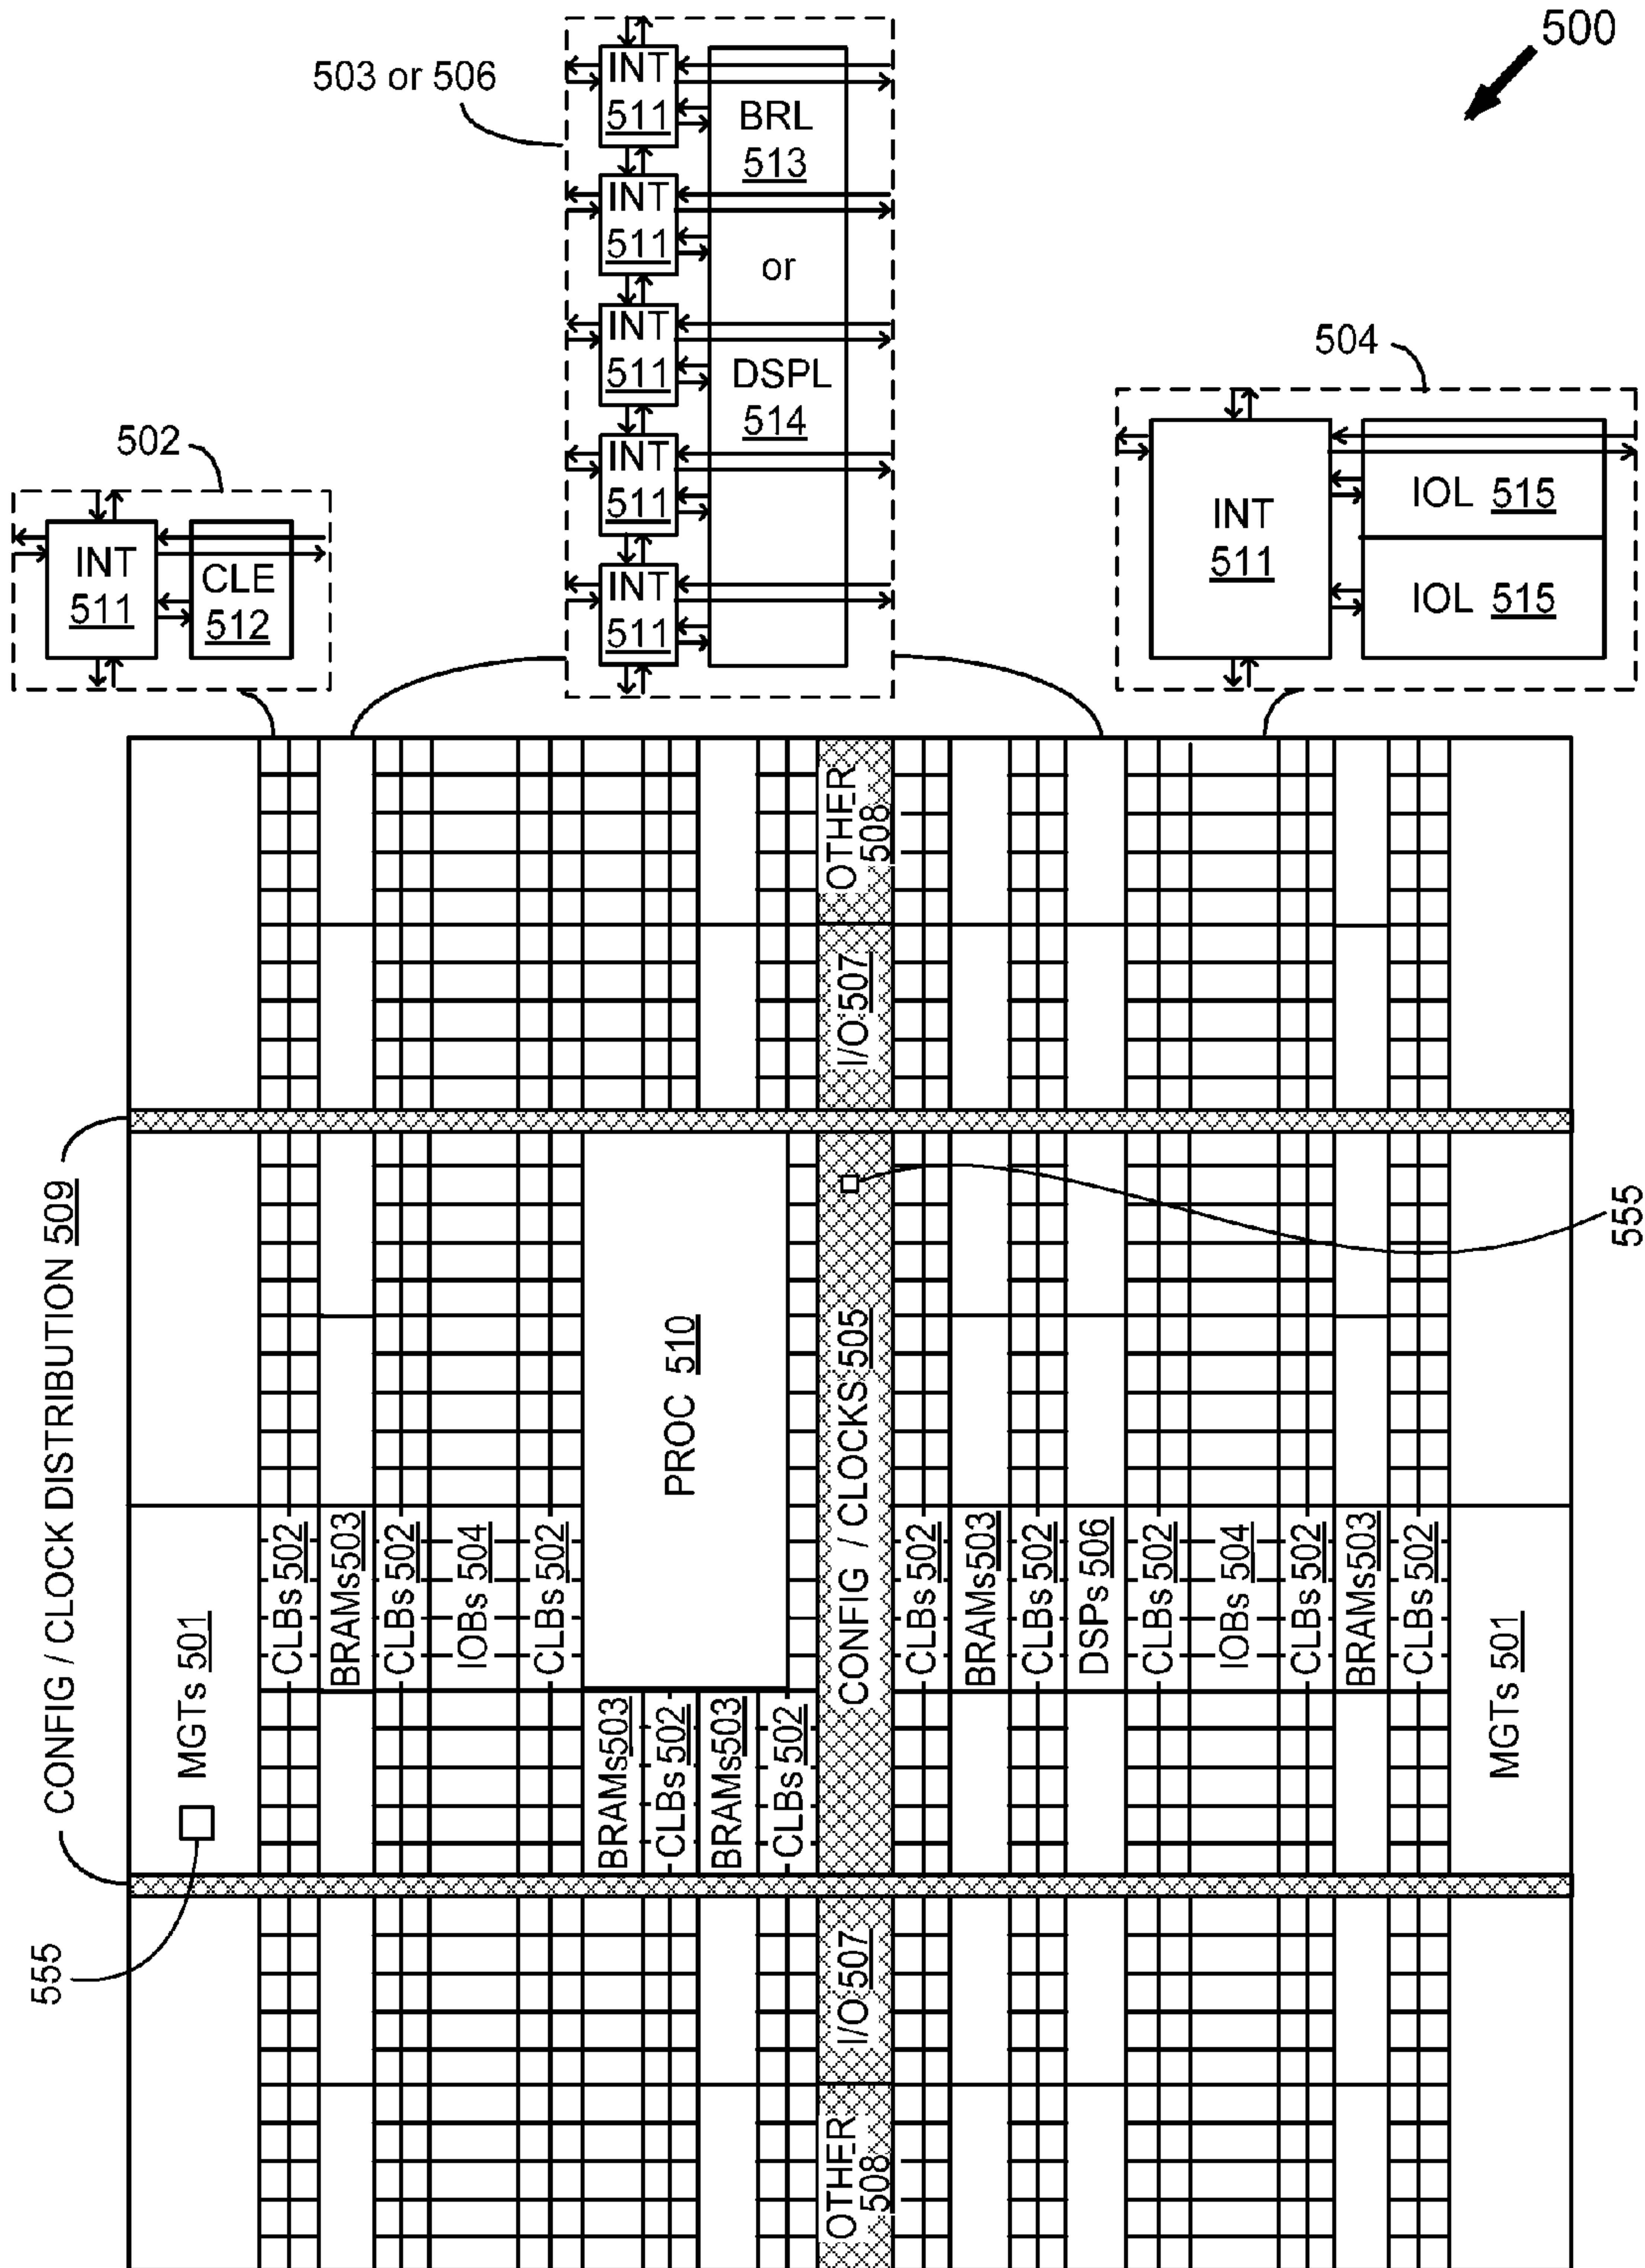 500
503 or 506
INT
511
INT
511
INT
511
INT
511
INT
511
BRL
513
or
DSPL
514
504
INT
511
IOL 515
IOL 515
502
INT
511
CLE
512
OTHER
508
I/O 507
CONFIG / CLOCK DISTRIBUTION 509
555
PROC 510
CONFIG / CLOCKS 505
MGTs 501
CLBs 502
BRAMs 503
CLBs 502
IOBs 504
CLBs 502
BRAMs 503
CLBs 502
BRAMs 503
CLBs 502
CLBs 502
BRAMs 503
CLBs 502
DSPs 506
CLBs 502
IOBs 504
CLBs 502
BRAMs 503
CLBs 502
MGTs 501
555
I/O 507
OTHER
508